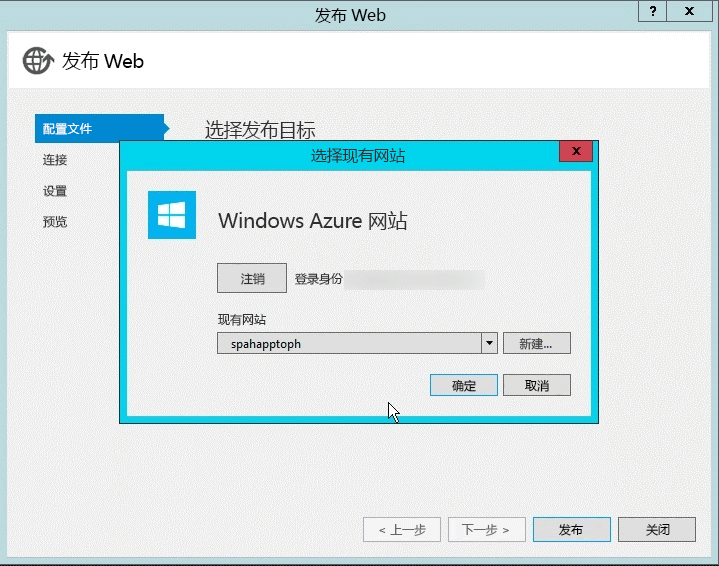 发布 Web
?
x
发布 Web
配置文件
选择发布目标
连接
设置
预览
选择现有网站
x
Windows Azure 网站
注销
登录身份
现有网站
spahapptoph
新建...
确定
取消
< 上一步
下一步 >
发布
关闭